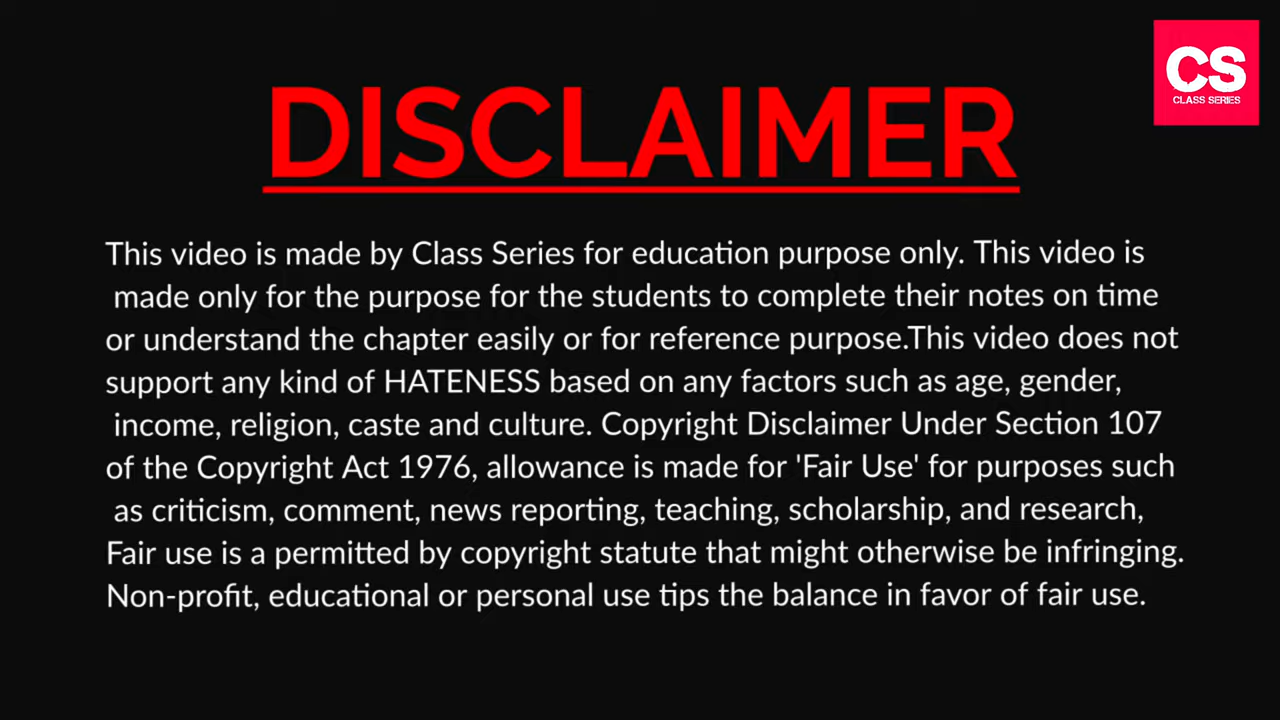 CS
CLASS SERIES
DISCLAIMER
This video is made by Class Series for education purpose only. This video is
made only for the purpose for the students to complete their notes on time
or understand the chapter easily or for reference purpose.This video does not
support any kind of HATENESS based on any factors such as age, gender,
income, religion, caste and culture. Copyright Disclaimer Under Section 107
of the Copyright Act 1976, allowance is made for 'Fair Use' for purposes such
as criticism, comment, news reporting, teaching, scholarship, and research,
Fair use is a permitted by copyright statute that might otherwise be infringing.
Non-profit, educational or personal use tips the balance in favor of fair use.